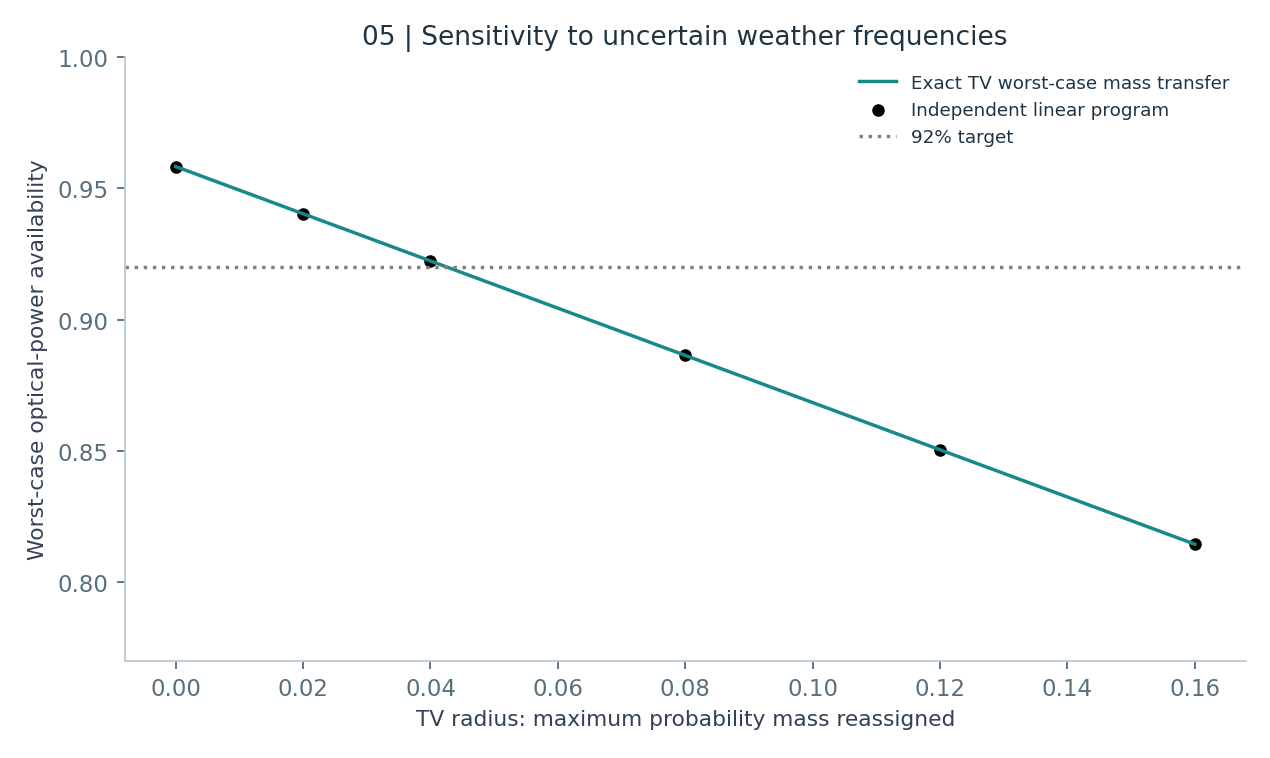 05 | Sensitivity to uncertain weather frequencies
Exact TV worst-case mass transfer
Independent linear program
92% target
Worst-case optical-power availability
1.00
0.95
0.90
0.85
0.80
0.00 0.02 0.04 0.06 0.08 0.10 0.12 0.14 0.16
TV radius: maximum probability mass reassigned